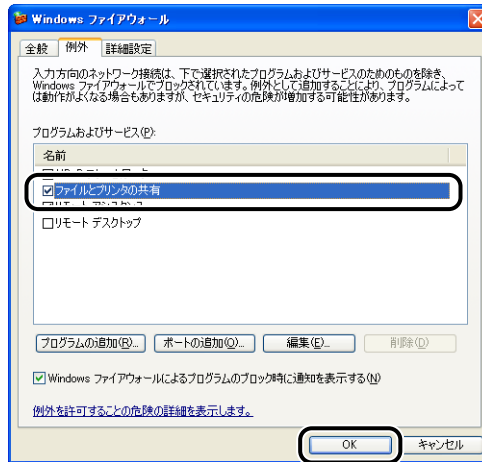 Windows ファイアウォール
全般 例外 詳細設定
入力方向のネットワーク接続は、下で選択されたプログラムおよびサービスのためのものを除き、
Windows ファイアウォールでブロックされています。例外として追加することにより、プログラムによって
は動作がよくなる場合もありますが、セキュリティの危険が増加する可能性があります。
プログラムおよびサービス(P):
名前
ファイルとプリンタの共有
リモート デスクトップ
プログラムの追加(R)... ポートの追加(O)... 編集(E)... 削除(D)
Windows ファイアウォールによるプログラムのブロック時に通知を表示する(N)
例外を許可することの危険の詳細を表示します。
OK キャンセル